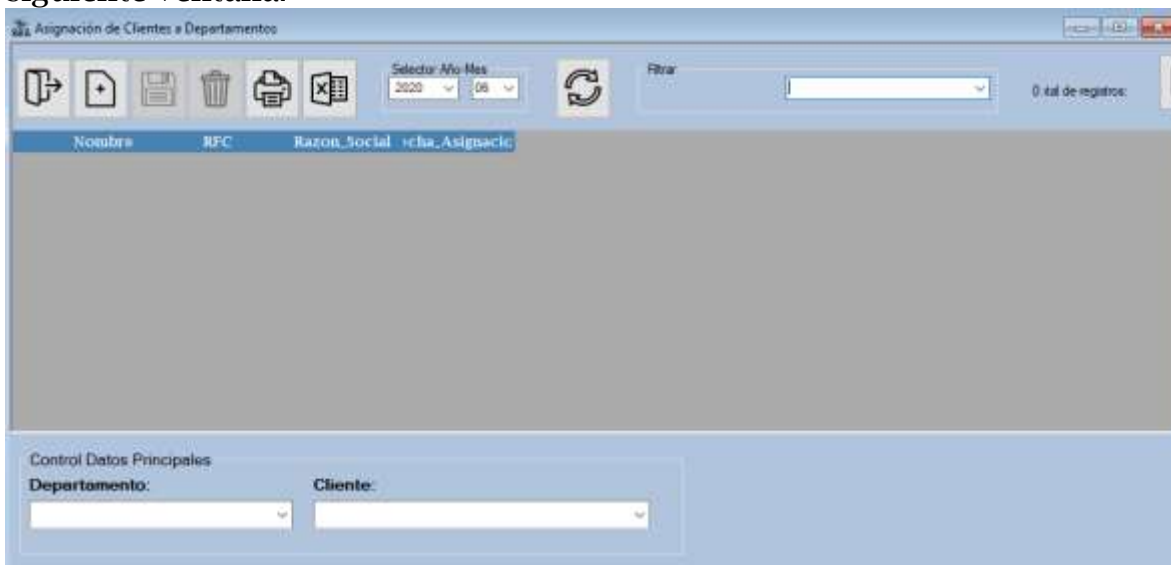 siguiente ventana:
Asignación de Clientes a Departamentos
Selector Año-Mes
2020 06
Filtrar
0 tal de registros:
Nombre RFC Razon_Social cha_Asignacic
Control Datos Principales
Departamento: Cliente: